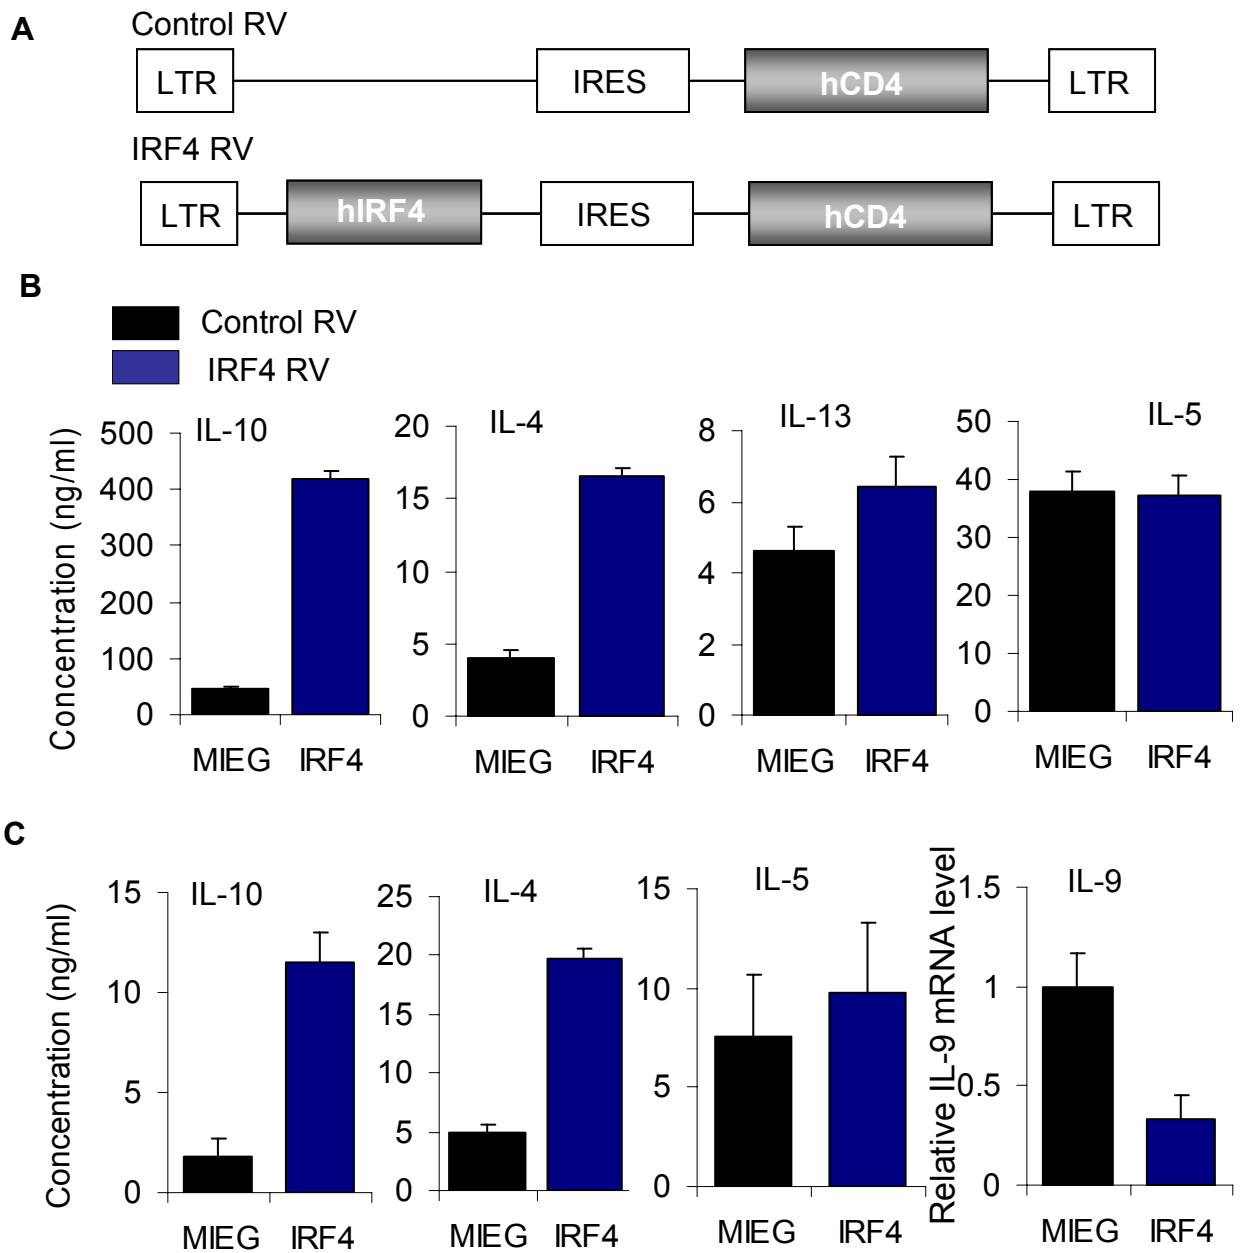 A
Control RV
LTR IRES hCD4 LTR
IRF4 RV
LTR hIRF4 IRES hCD4 LTR
B
Control RV
IRF4 RV
Concentration (ng/ml)
IL-10
500
400
300
200
100
0
MIEG IRF4
IL-4
20
15
10
5
0
MIEG IRF4
IL-13
8
6
4
2
0
MIEG IRF4
IL-5
50
40
30
20
10
0
MIEG IRF4
C
Concentration (ng/ml)
IL-10
15
10
5
0
MIEG IRF4
IL-4
25
20
15
10
5
0
MIEG IRF4
IL-5
15
10
5
0
MIEG IRF4
Relative IL-9 mRNA level
IL-9
1.5
1
0.5
0
MIEG IRF4